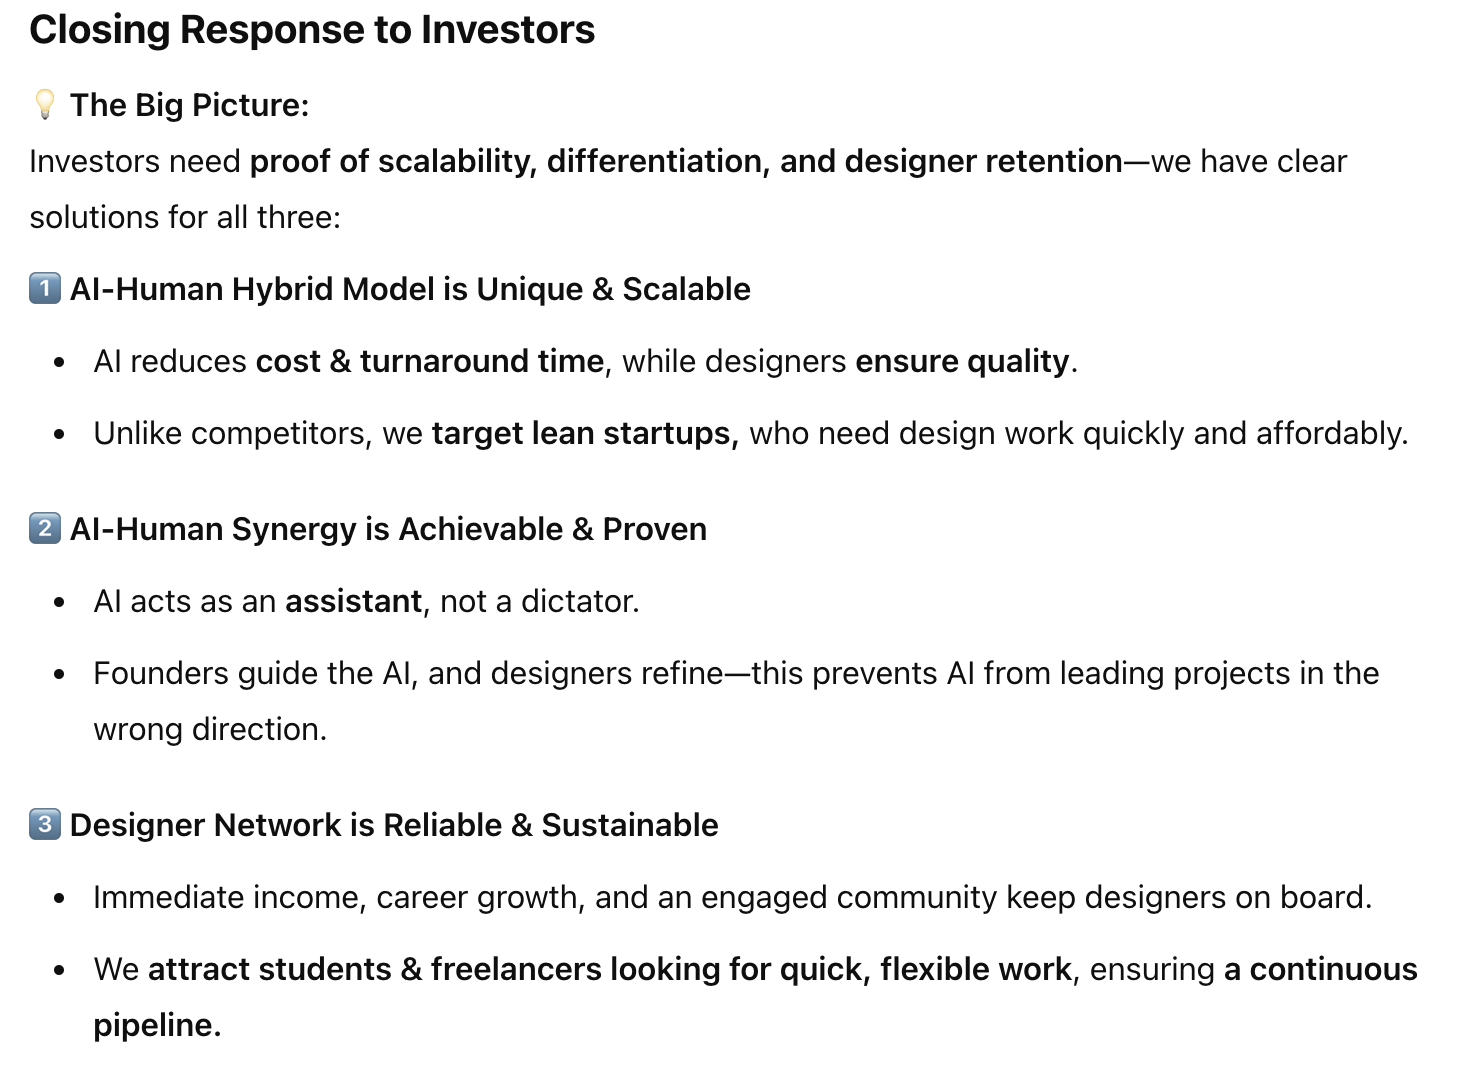 Closing Response to Investors
💡 The Big Picture:
Investors need proof of scalability, differentiation, and designer retention—we have clear
solutions for all three:
1️⃣ AI-Human Hybrid Model is Unique & Scalable
• AI reduces cost & turnaround time, while designers ensure quality.
• Unlike competitors, we target lean startups, who need design work quickly and affordably.
2️⃣ AI-Human Synergy is Achievable & Proven
• AI acts as an assistant, not a dictator.
• Founders guide the AI, and designers refine—this prevents AI from leading projects in the
wrong direction.
3️⃣ Designer Network is Reliable & Sustainable
• Immediate income, career growth, and an engaged community keep designers on board.
• We attract students & freelancers looking for quick, flexible work, ensuring a continuous
pipeline.